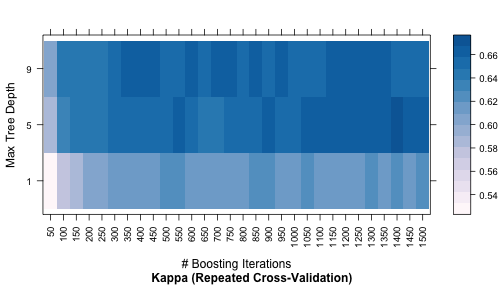 Max Tree Depth
9
5
1
50 100 150 200 250 300 350 400 450 500 550 600 650 700 750 800 850 900 950 1000 1050 1100 1150 1200 1250 1300 1350 1400 1450 1500
0.66
0.64
0.62
0.60
0.58
0.56
0.54
# Boosting Iterations
Kappa (Repeated Cross-Validation)